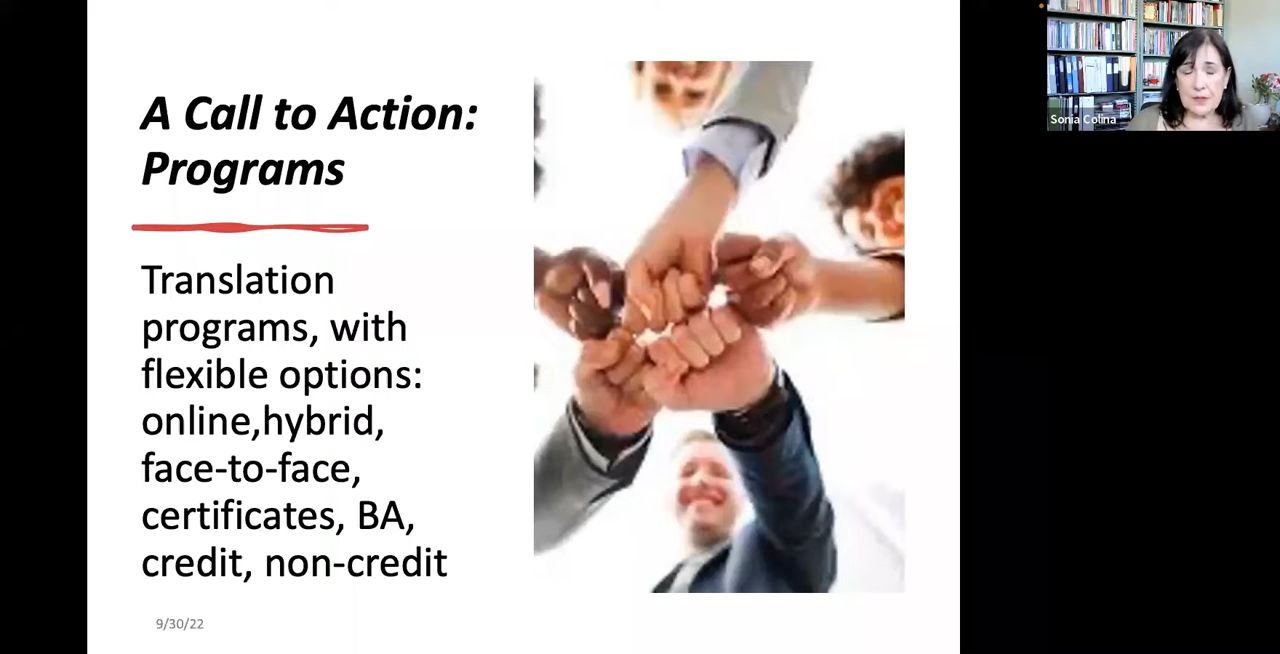 A Call to Action:
Programs
Translation
programs, with
flexible options:
online,hybrid,
face-to-face,
certificates, BA,
credit, non-credit
9/30/22
Sonia Colina